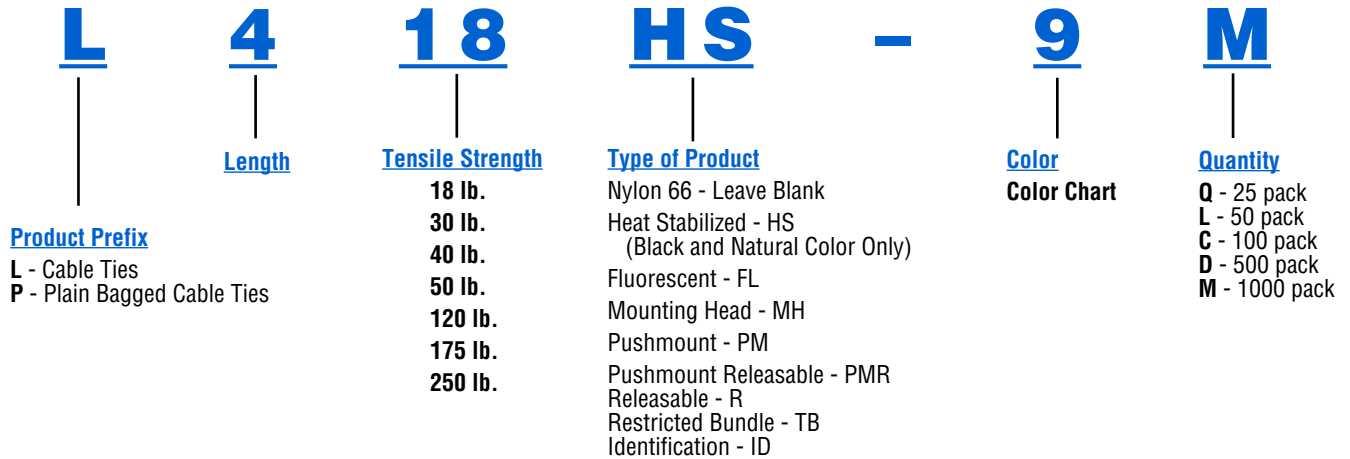 L 4 18 HS - 9 M
Product Prefix
L - Cable Ties
P - Plain Bagged Cable Ties
Length
Tensile Strength
18 lb.
30 lb.
40 lb.
50 lb.
120 lb.
175 lb.
250 lb.
Type of Product
Nylon 66 - Leave Blank
Heat Stabilized - HS
(Black and Natural Color Only)
Fluorescent - FL
Mounting Head - MH
Pushmount - PM
Pushmount Releasable - PMR
Releasable - R
Restricted Bundle - TB
Identification - ID
Color
Color Chart
Quantity
Q - 25 pack
L - 50 pack
C - 100 pack
D - 500 pack
M - 1000 pack